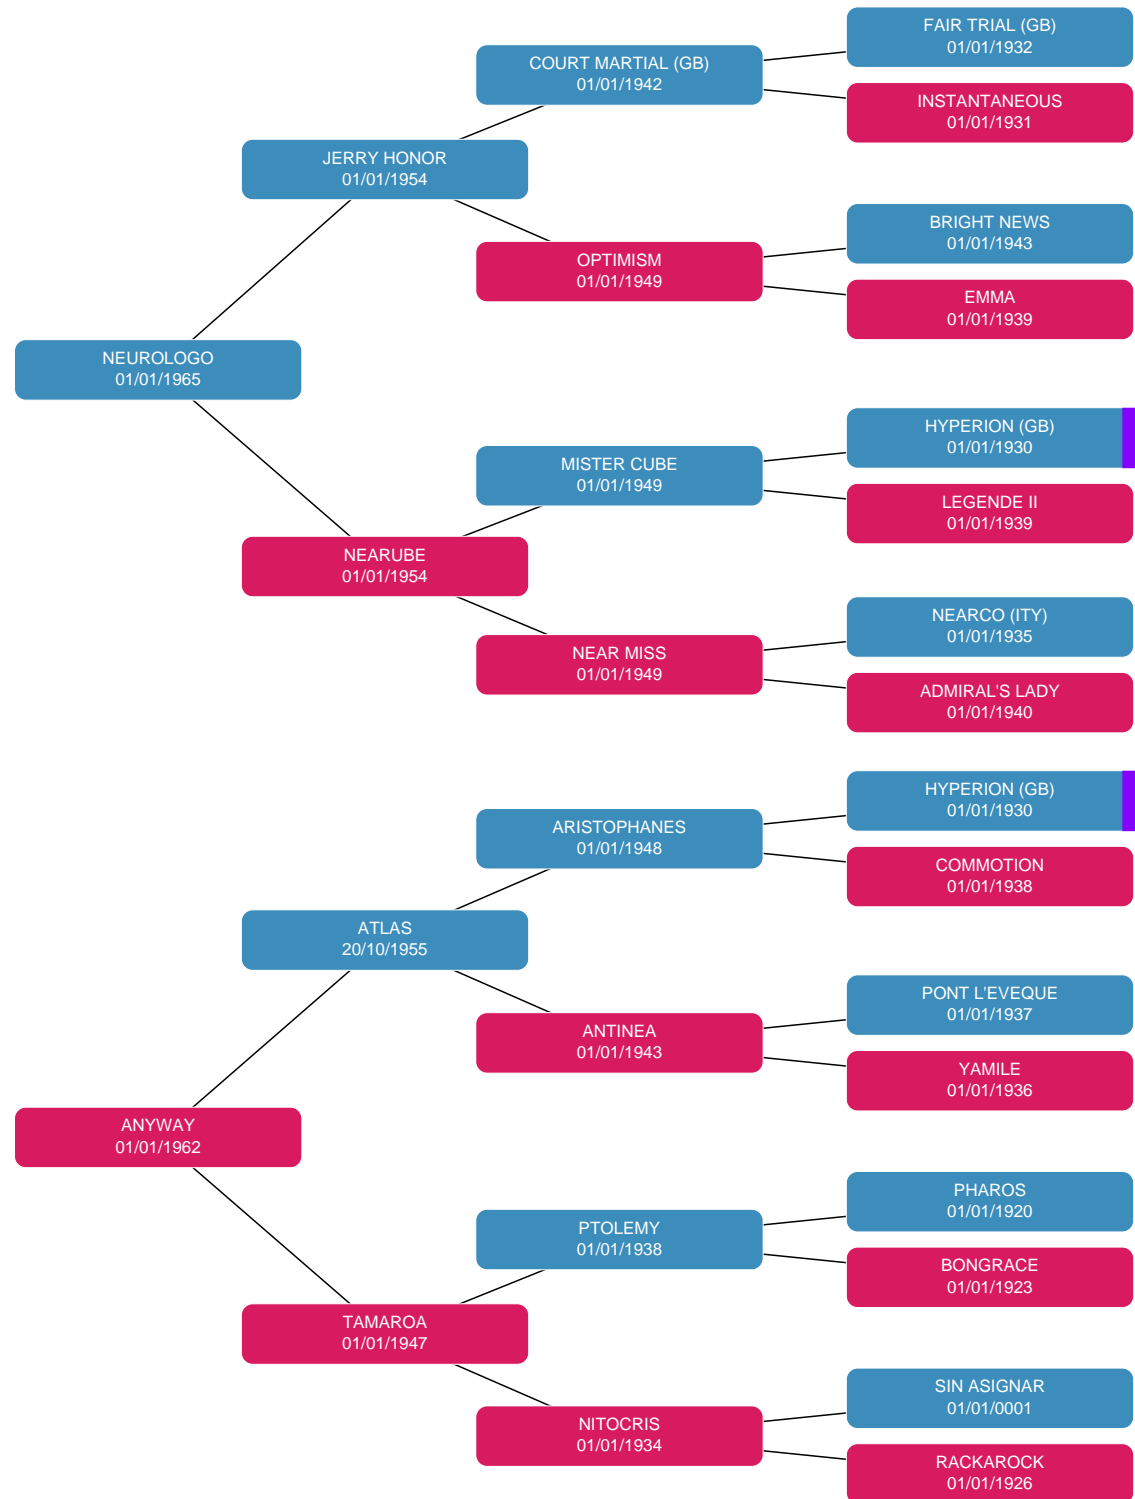 FAIR TRIAL (GB)
01/01/1932
COURT MARTIAL (GB)
01/01/1942
INSTANTANEOUS
01/01/1931
JERRY HONOR
01/01/1954
BRIGHT NEWS
01/01/1943
OPTIMISM
01/01/1949
EMMA
01/01/1939
NEUROLOGO
01/01/1965
HYPERION (GB)
01/01/1930
MISTER CUBE
01/01/1949
LEGENDE II
01/01/1939
NEARUBE
01/01/1954
NEARCO (ITY)
01/01/1935
NEAR MISS
01/01/1949
ADMIRAL'S LADY
01/01/1940
HYPERION (GB)
01/01/1930
ARISTOPHANES
01/01/1948
COMMOTION
01/01/1938
ATLAS
20/10/1955
PONT L'EVEQUE
01/01/1937
ANTINEA
01/01/1943
YAMILE
01/01/1936
ANYWAY
01/01/1962
PHAROS
01/01/1920
PTOLEMY
01/01/1938
BONGRACE
01/01/1923
TAMAROA
01/01/1947
SIN ASIGNAR
01/01/0001
NITOCRIS
01/01/1934
RACKAROCK
01/01/1926